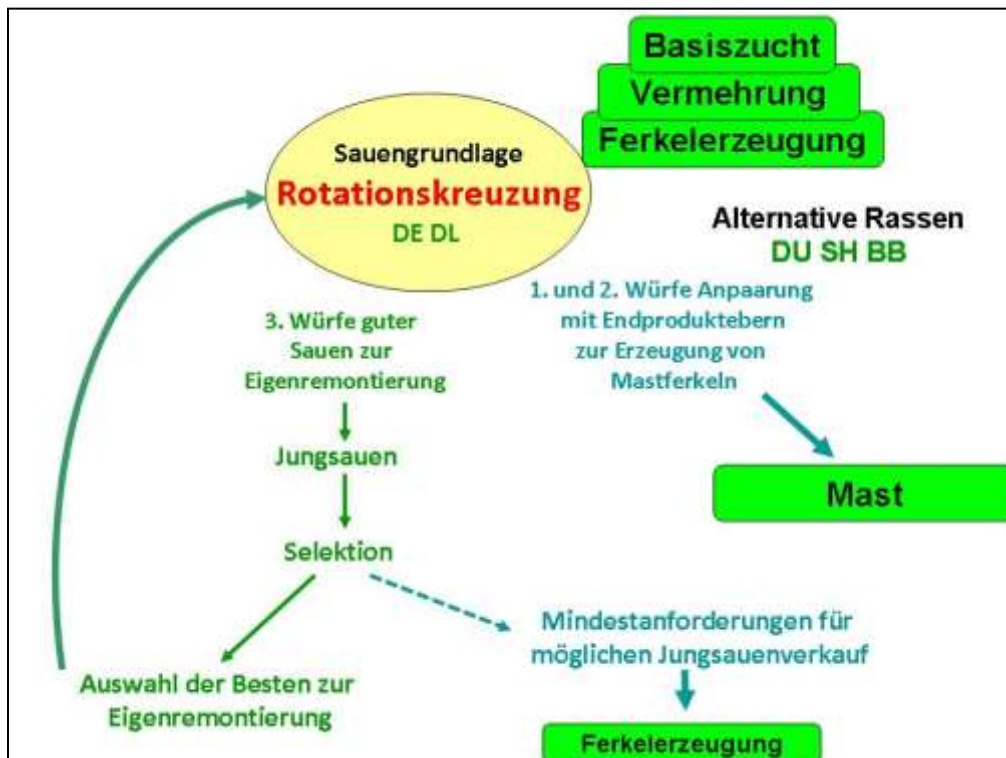 Basiszucht
Vermehrung
Ferkelerzeugung
Sauengrundlage
Rotationskreuzung
DE DL
Alternative Rassen
DU SH BB
1. und 2. Würfe Anpaarung
mit Endproduktebern
zur Erzeugung von
Mastferkeln
3. Würfe guter
Sauen zur
Eigenremontierung
Jungsauen
Mast
Selektion
Mindestanforderungen für
möglichen Jungsauenverkauf
Auswahl der Besten zur
Eigenremontierung
Ferkelerzeugung